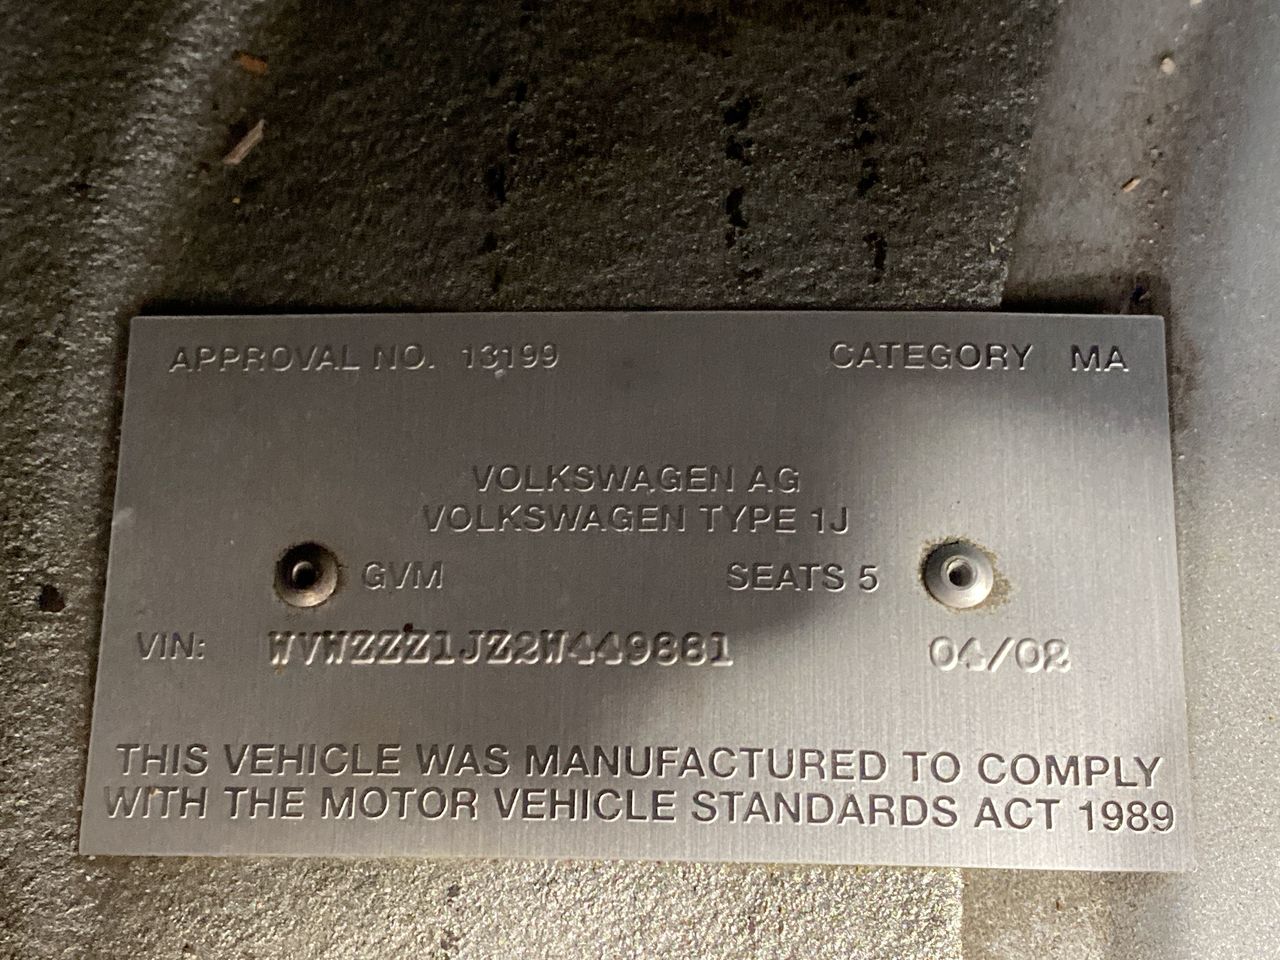 APPROVAL NO. 13199 CATEGORY MA
VOLKSWAGEN AG
VOLKSWAGEN TYPE 1J
GVM SEATS 5
VIN: WVWZZZ1JZ2W449881 04/02
THIS VEHICLE WAS MANUFACTURED TO COMPLY
WITH THE MOTOR VEHICLE STANDARDS ACT 1989